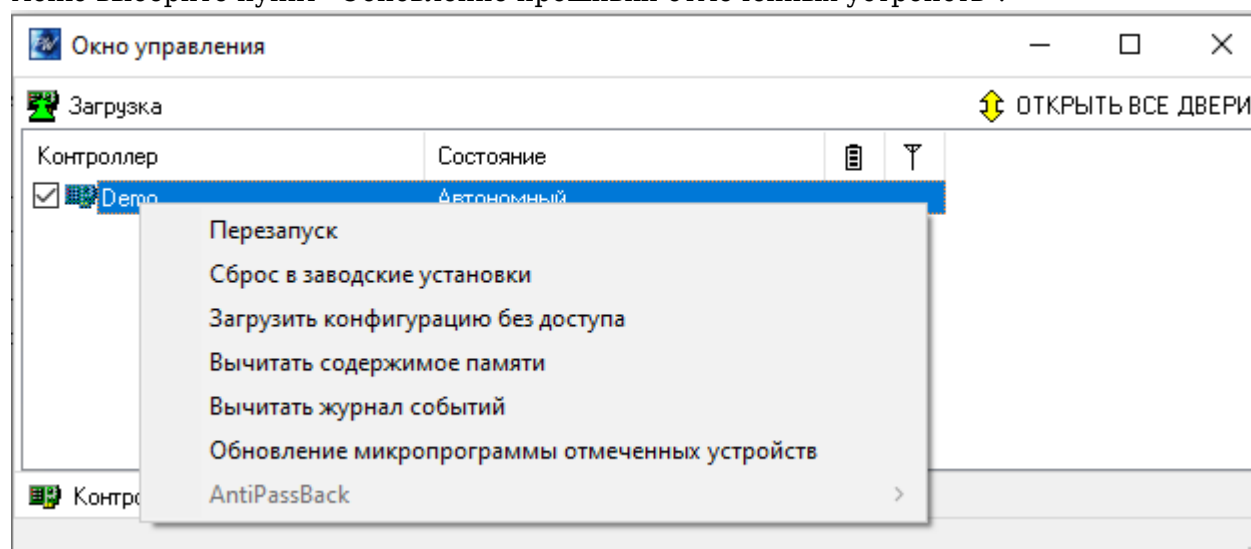 Окно управления
Загрузка
ОТКРЫТЬ ВСЕ ДВЕРИ
Контроллер Состояние
Demo Автономный
Перезапуск
Сброс в заводские установки
Загрузить конфигурацию без доступа
Вычитать содержимое памяти
Вычитать журнал событий
Обновление микропрограммы отмеченных устройств
AntiPassBack
Контро